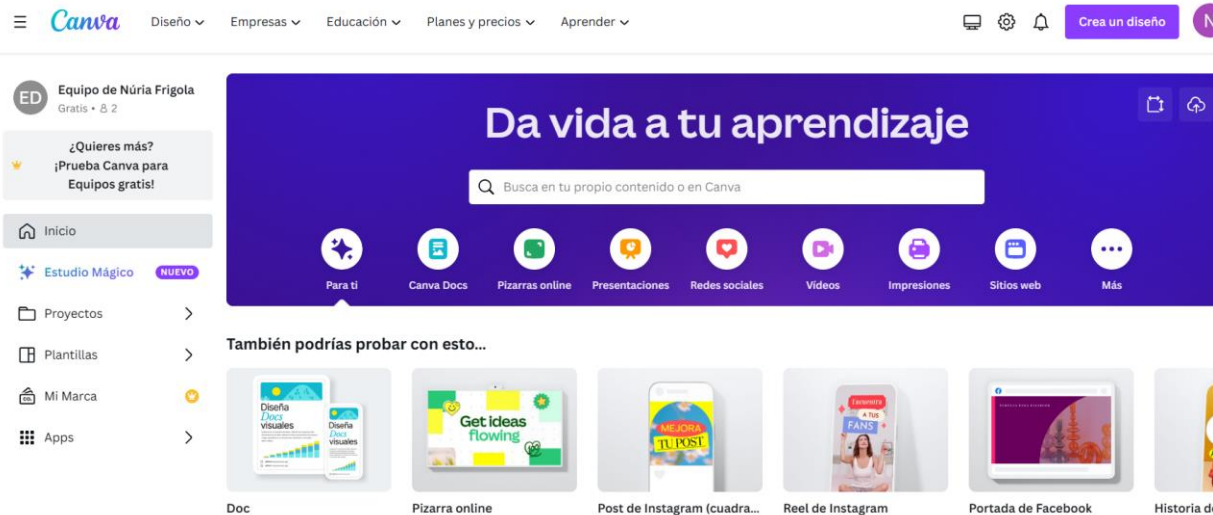 Canva
Diseño
Empresas
Educación
Planes y precios
Aprender
Crea un diseño
N
ED
Equipo de Núria Frigola
Gratis • 2
¿Quieres más?
¡Prueba Canva para
Equipos gratis!
Inicio
Estudio Mágico
NUEVO
Proyectos
Plantillas
Mi Marca
Apps
Da vida a tu aprendizaje
Busca en tu propio contenido o en Canva
Para ti
Canva Docs
Pizarras online
Presentaciones
Redes sociales
Vídeos
Impresiones
Sitios web
Más
También podrías probar con esto...
Diseña
Docs
visuales
Diseña
Docs
visuales
Get ideas
flowing
MEJORA
TU POST
Encuentra
A TUS
FANS
Doc
Pizarra online
Post de Instagram (cuadra...
Reel de Instagram
Portada de Facebook
Historia d